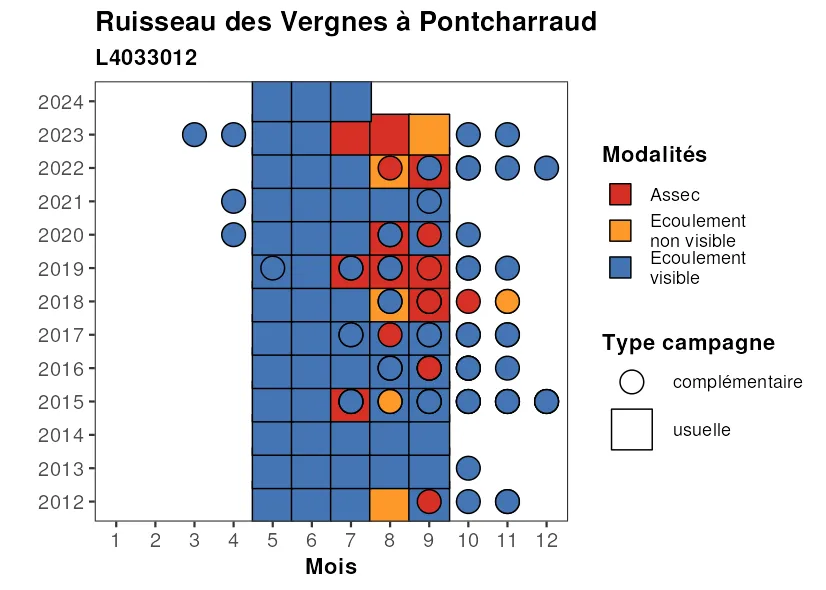 Ruisseau des Vergnes à Pontcharraud
L4033012
2024
2023
2022
2021
2020
2019
2018
2017
2016
2015
2014
2013
2012
1 2 3 4 5 6 7 8 9 10 11 12
Mois
Modalités
Assec
Ecoulement
non visible
Ecoulement
visible
Type campagne
complémentaire
usuelle